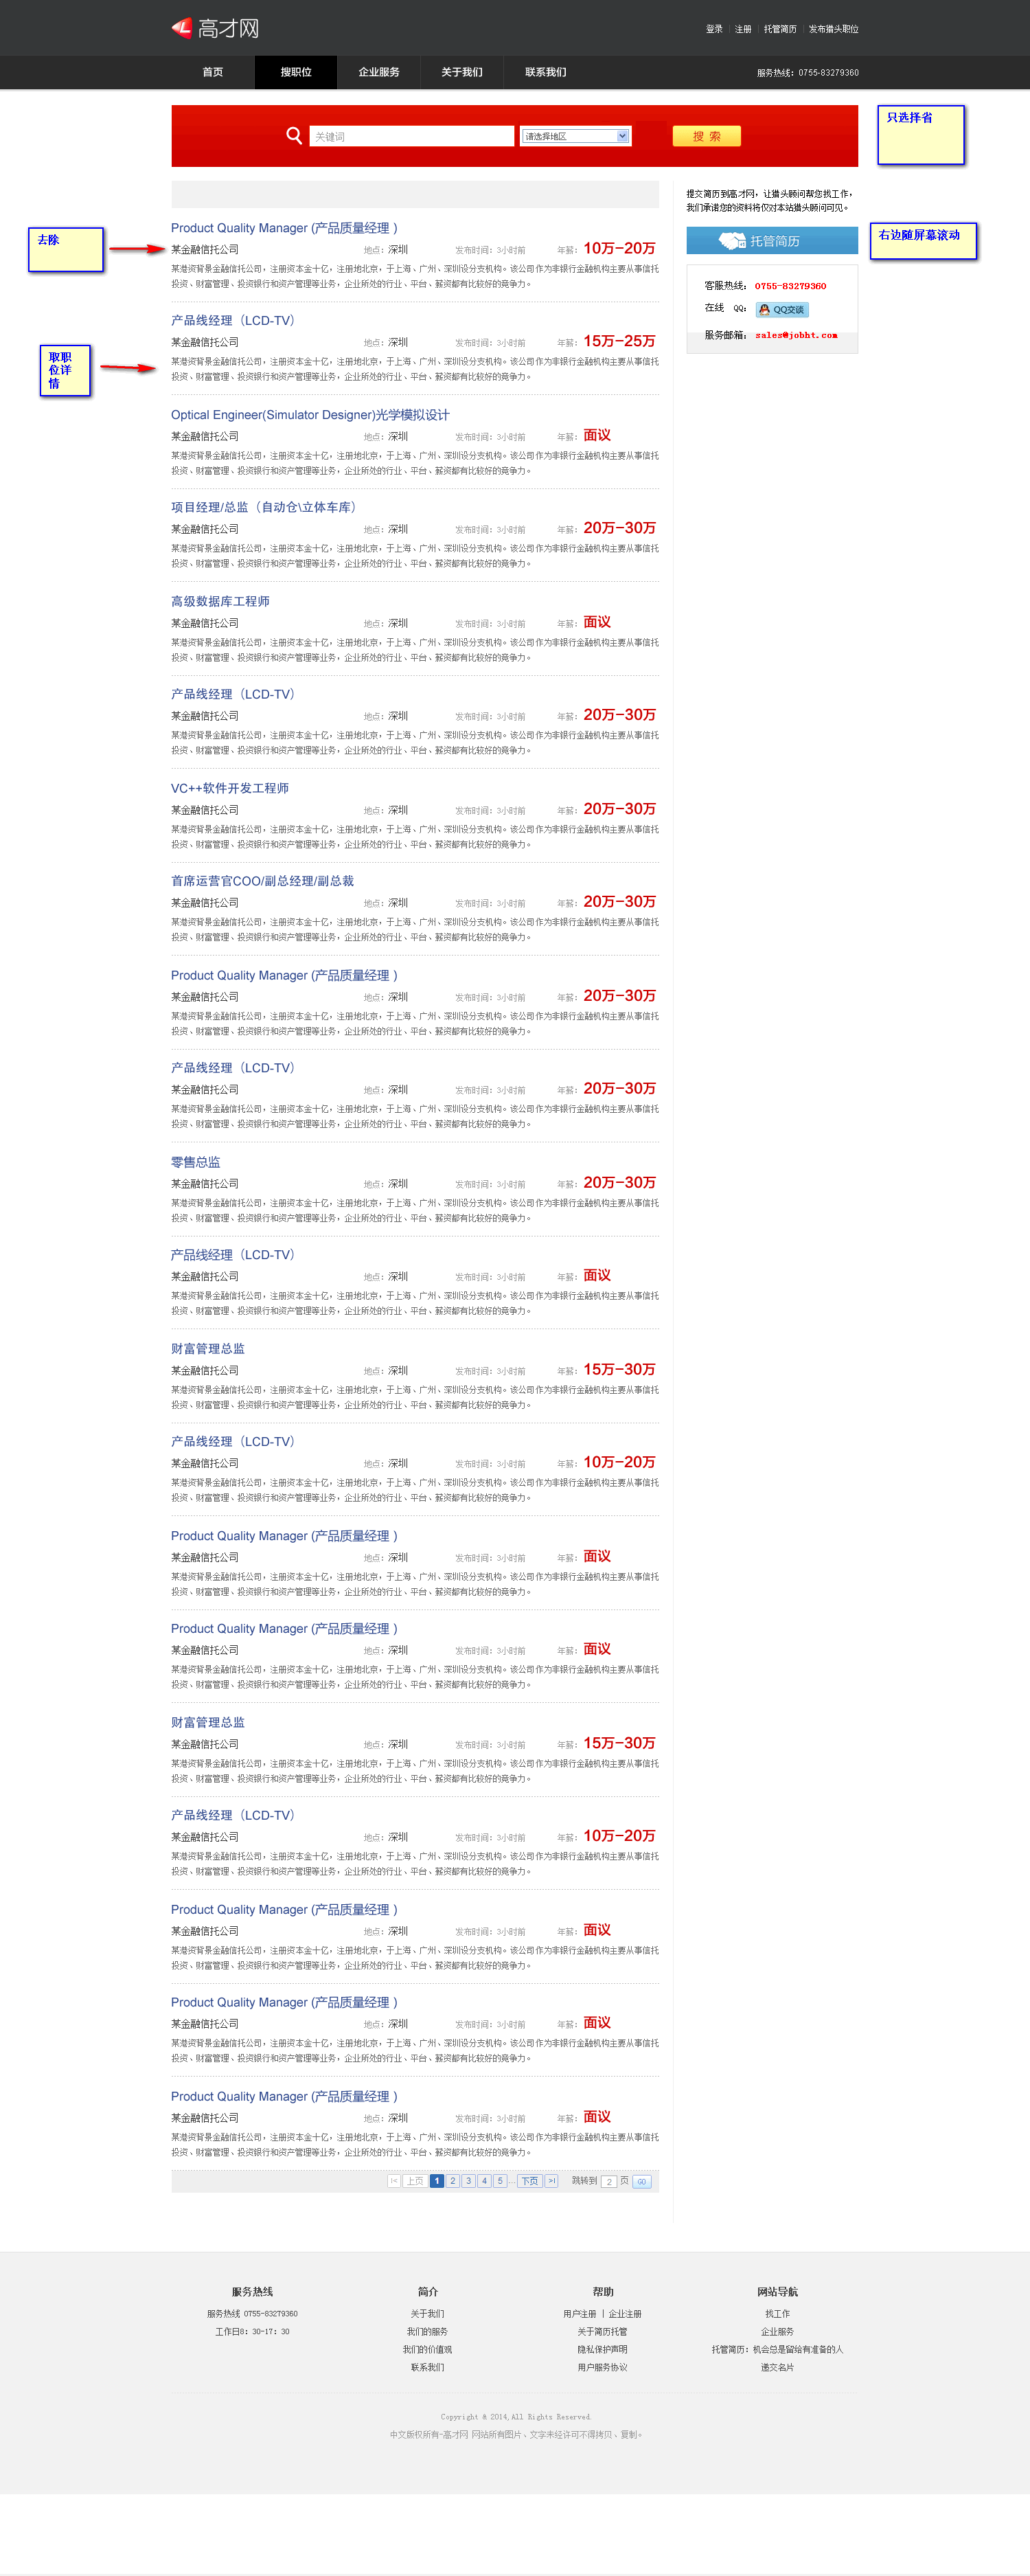 高才网
登录 | 注册 | 托管简历 | 发布猎头职位
首页 搜职位 企业服务 关于我们 联系我们
服务热线：0755-83279360
关键词 请选择地区 搜 索
只选择省
提交简历到高才网，让猎头顾问帮您找工作，
我们承诺您的资料将仅对本站猎头顾问可见。
托管简历
右边随屏幕滚动
客服热线：0755-83279360
在线 QQ： QQ交谈
服务邮箱：sales@jobht.com
去除
取职
位详
情
Product Quality Manager (产品质量经理 )
某金融信托公司 地点：深圳 发布时间：3小时前 年薪：10万-20万
某港资背景金融信托公司，注册资本金十亿，注册地北京，于上海、广州、深圳设分支机构。该公司作为非银行金融机构主要从事信托
投资、财富管理、投资银行和资产管理等业务，企业所处的行业、平台、薪资都有比较好的竞争力。
产品线经理（LCD-TV）
某金融信托公司 地点：深圳 发布时间：3小时前 年薪：15万-25万
某港资背景金融信托公司，注册资本金十亿，注册地北京，于上海、广州、深圳设分支机构。该公司作为非银行金融机构主要从事信托
投资、财富管理、投资银行和资产管理等业务，企业所处的行业、平台、薪资都有比较好的竞争力。
Optical Engineer(Simulator Designer)光学模拟设计
某金融信托公司 地点：深圳 发布时间：3小时前 年薪：面议
某港资背景金融信托公司，注册资本金十亿，注册地北京，于上海、广州、深圳设分支机构。该公司作为非银行金融机构主要从事信托
投资、财富管理、投资银行和资产管理等业务，企业所处的行业、平台、薪资都有比较好的竞争力。
项目经理/总监（自动仓\立体车库）
某金融信托公司 地点：深圳 发布时间：3小时前 年薪：20万-30万
某港资背景金融信托公司，注册资本金十亿，注册地北京，于上海、广州、深圳设分支机构。该公司作为非银行金融机构主要从事信托
投资、财富管理、投资银行和资产管理等业务，企业所处的行业、平台、薪资都有比较好的竞争力。
高级数据库工程师
某金融信托公司 地点：深圳 发布时间：3小时前 年薪：面议
某港资背景金融信托公司，注册资本金十亿，注册地北京，于上海、广州、深圳设分支机构。该公司作为非银行金融机构主要从事信托
投资、财富管理、投资银行和资产管理等业务，企业所处的行业、平台、薪资都有比较好的竞争力。
产品线经理（LCD-TV）
某金融信托公司 地点：深圳 发布时间：3小时前 年薪：20万-30万
某港资背景金融信托公司，注册资本金十亿，注册地北京，于上海、广州、深圳设分支机构。该公司作为非银行金融机构主要从事信托
投资、财富管理、投资银行和资产管理等业务，企业所处的行业、平台、薪资都有比较好的竞争力。
VC++软件开发工程师
某金融信托公司 地点：深圳 发布时间：3小时前 年薪：20万-30万
某港资背景金融信托公司，注册资本金十亿，注册地北京，于上海、广州、深圳设分支机构。该公司作为非银行金融机构主要从事信托
投资、财富管理、投资银行和资产管理等业务，企业所处的行业、平台、薪资都有比较好的竞争力。
首席运营官COO/副总经理/副总裁
某金融信托公司 地点：深圳 发布时间：3小时前 年薪：20万-30万
某港资背景金融信托公司，注册资本金十亿，注册地北京，于上海、广州、深圳设分支机构。该公司作为非银行金融机构主要从事信托
投资、财富管理、投资银行和资产管理等业务，企业所处的行业、平台、薪资都有比较好的竞争力。
Product Quality Manager (产品质量经理 )
某金融信托公司 地点：深圳 发布时间：3小时前 年薪：20万-30万
某港资背景金融信托公司，注册资本金十亿，注册地北京，于上海、广州、深圳设分支机构。该公司作为非银行金融机构主要从事信托
投资、财富管理、投资银行和资产管理等业务，企业所处的行业、平台、薪资都有比较好的竞争力。
产品线经理（LCD-TV）
某金融信托公司 地点：深圳 发布时间：3小时前 年薪：20万-30万
某港资背景金融信托公司，注册资本金十亿，注册地北京，于上海、广州、深圳设分支机构。该公司作为非银行金融机构主要从事信托
投资、财富管理、投资银行和资产管理等业务，企业所处的行业、平台、薪资都有比较好的竞争力。
零售总监
某金融信托公司 地点：深圳 发布时间：3小时前 年薪：20万-30万
某港资背景金融信托公司，注册资本金十亿，注册地北京，于上海、广州、深圳设分支机构。该公司作为非银行金融机构主要从事信托
投资、财富管理、投资银行和资产管理等业务，企业所处的行业、平台、薪资都有比较好的竞争力。
产品线经理（LCD-TV）
某金融信托公司 地点：深圳 发布时间：3小时前 年薪：面议
某港资背景金融信托公司，注册资本金十亿，注册地北京，于上海、广州、深圳设分支机构。该公司作为非银行金融机构主要从事信托
投资、财富管理、投资银行和资产管理等业务，企业所处的行业、平台、薪资都有比较好的竞争力。
财富管理总监
某金融信托公司 地点：深圳 发布时间：3小时前 年薪：15万-30万
某港资背景金融信托公司，注册资本金十亿，注册地北京，于上海、广州、深圳设分支机构。该公司作为非银行金融机构主要从事信托
投资、财富管理、投资银行和资产管理等业务，企业所处的行业、平台、薪资都有比较好的竞争力。
产品线经理（LCD-TV）
某金融信托公司 地点：深圳 发布时间：3小时前 年薪：10万-20万
某港资背景金融信托公司，注册资本金十亿，注册地北京，于上海、广州、深圳设分支机构。该公司作为非银行金融机构主要从事信托
投资、财富管理、投资银行和资产管理等业务，企业所处的行业、平台、薪资都有比较好的竞争力。
Product Quality Manager (产品质量经理 )
某金融信托公司 地点：深圳 发布时间：3小时前 年薪：面议
某港资背景金融信托公司，注册资本金十亿，注册地北京，于上海、广州、深圳设分支机构。该公司作为非银行金融机构主要从事信托
投资、财富管理、投资银行和资产管理等业务，企业所处的行业、平台、薪资都有比较好的竞争力。
Product Quality Manager (产品质量经理 )
某金融信托公司 地点：深圳 发布时间：3小时前 年薪：面议
某港资背景金融信托公司，注册资本金十亿，注册地北京，于上海、广州、深圳设分支机构。该公司作为非银行金融机构主要从事信托
投资、财富管理、投资银行和资产管理等业务，企业所处的行业、平台、薪资都有比较好的竞争力。
财富管理总监
某金融信托公司 地点：深圳 发布时间：3小时前 年薪：15万-30万
某港资背景金融信托公司，注册资本金十亿，注册地北京，于上海、广州、深圳设分支机构。该公司作为非银行金融机构主要从事信托
投资、财富管理、投资银行和资产管理等业务，企业所处的行业、平台、薪资都有比较好的竞争力。
产品线经理（LCD-TV）
某金融信托公司 地点：深圳 发布时间：3小时前 年薪：10万-20万
某港资背景金融信托公司，注册资本金十亿，注册地北京，于上海、广州、深圳设分支机构。该公司作为非银行金融机构主要从事信托
投资、财富管理、投资银行和资产管理等业务，企业所处的行业、平台、薪资都有比较好的竞争力。
Product Quality Manager (产品质量经理 )
某金融信托公司 地点：深圳 发布时间：3小时前 年薪：面议
某港资背景金融信托公司，注册资本金十亿，注册地北京，于上海、广州、深圳设分支机构。该公司作为非银行金融机构主要从事信托
投资、财富管理、投资银行和资产管理等业务，企业所处的行业、平台、薪资都有比较好的竞争力。
Product Quality Manager (产品质量经理 )
某金融信托公司 地点：深圳 发布时间：3小时前 年薪：面议
某港资背景金融信托公司，注册资本金十亿，注册地北京，于上海、广州、深圳设分支机构。该公司作为非银行金融机构主要从事信托
投资、财富管理、投资银行和资产管理等业务，企业所处的行业、平台、薪资都有比较好的竞争力。
Product Quality Manager (产品质量经理 )
某金融信托公司 地点：深圳 发布时间：3小时前 年薪：面议
某港资背景金融信托公司，注册资本金十亿，注册地北京，于上海、广州、深圳设分支机构。该公司作为非银行金融机构主要从事信托
投资、财富管理、投资银行和资产管理等业务，企业所处的行业、平台、薪资都有比较好的竞争力。
|< 上页 1 2 3 4 5 ... 下页 >| 跳转到 2 页 GO
服务热线 简介 帮助 网站导航
服务热线 0755-83279360 关于我们 用户注册 | 企业注册 找工作
工作日8：30-17：30 我们的服务 关于简历托管 企业服务
我们的价值观 隐私保护声明 托管简历：机会总是留给有准备的人
联系我们 用户服务协议 递交名片
Copyright @ 2014,All Rights Reserved.
中文版权所有-高才网 网站所有图片、文字未经许可不得拷贝、复制。